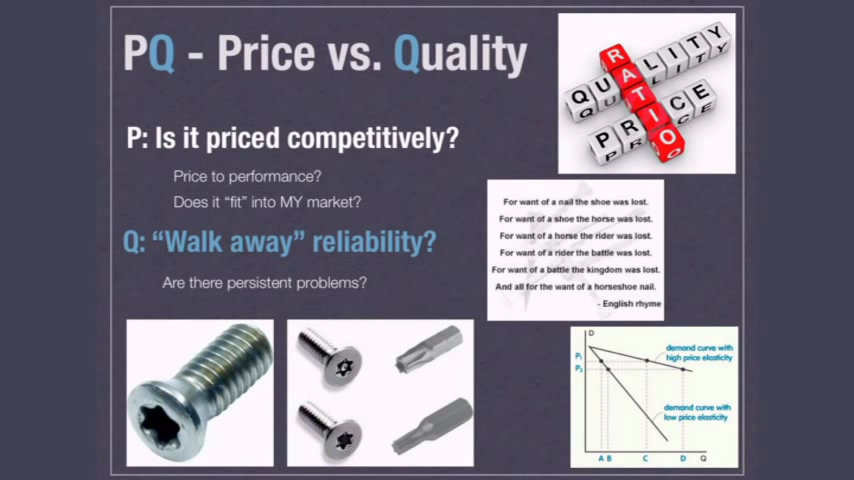 PQ - Price vs. Quality
QUALITY
RATIO
PRICE
P: Is it priced competitively?
Price to performance?
Does it “fit” into MY market?
Q: “Walk away” reliability?
Are there persistent problems?
For want of a nail the shoe was lost.
For want of a shoe the horse was lost.
For want of a horse the rider was lost.
For want of a rider the battle was lost.
For want of a battle the kingdom was lost.
And all for the want of a horseshoe nail.
- English rhyme
D
demand curve with
high price elasticity
P₁
P₂
demand curve with
low price elasticity
A B C D Q